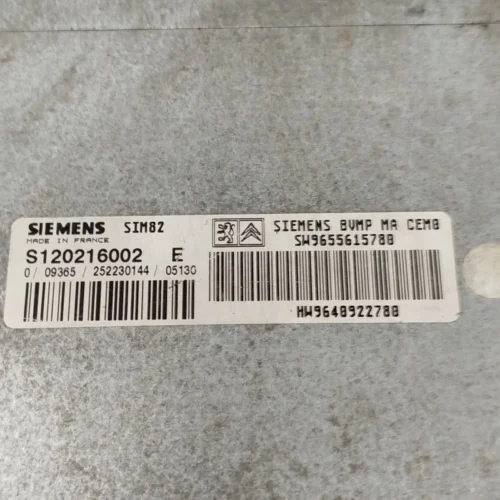 SIEMENS SIM82
MADE IN FRANCE
S120216002 E
0 / 09365 / 252230144 / 05130
SIEMENS BVMP MA CEM8
SW9655615780
HW9640922780